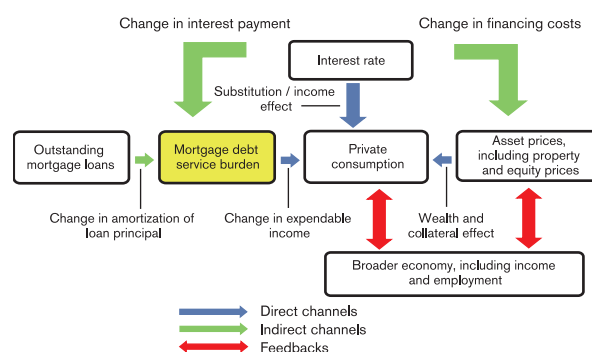 Change in interest payment
Change in financing costs
Interest rate
Substitution / income
effect
Outstanding
mortgage loans
Mortgage debt
service burden
Private
consumption
Asset prices,
including property
and equity prices
Change in amortization of
loan principal
Change in expendable
income
Wealth and
collateral effect
Broader economy, including income
and employment
Direct channels
Indirect channels
Feedbacks